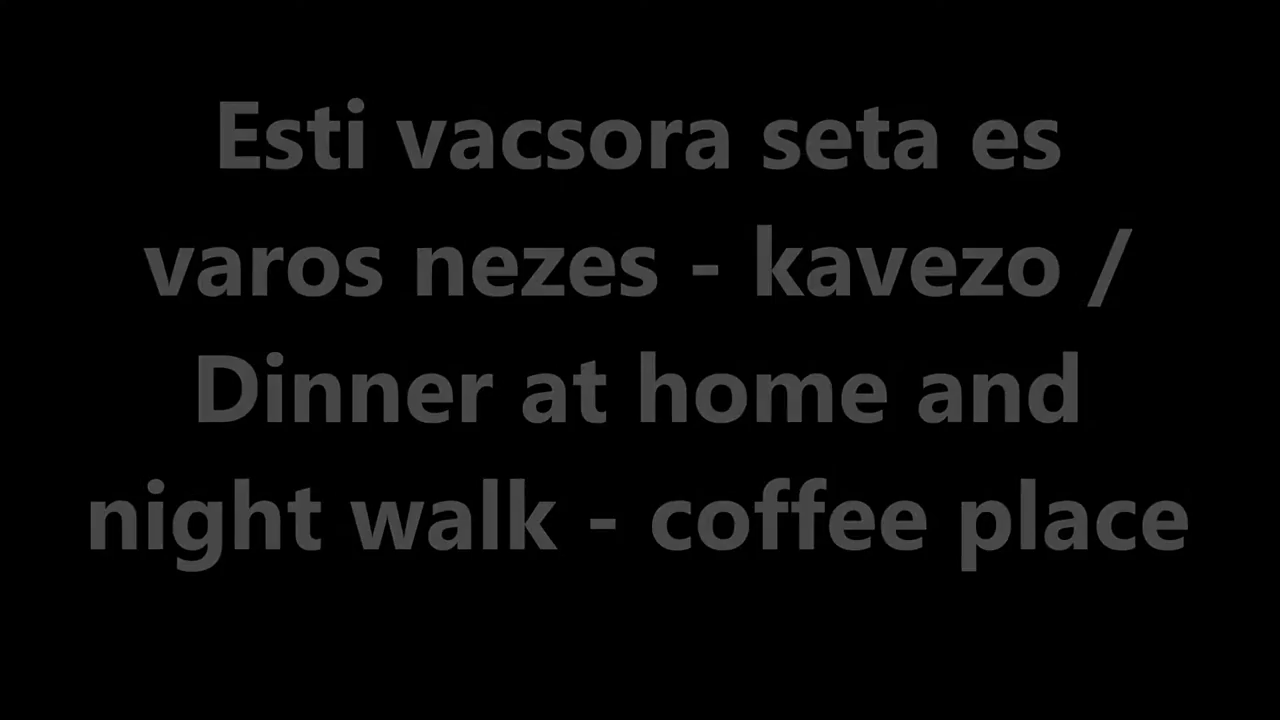 Esti vacsora seta es
varos nezes - kavezo /
Dinner at home and
night walk - coffee place